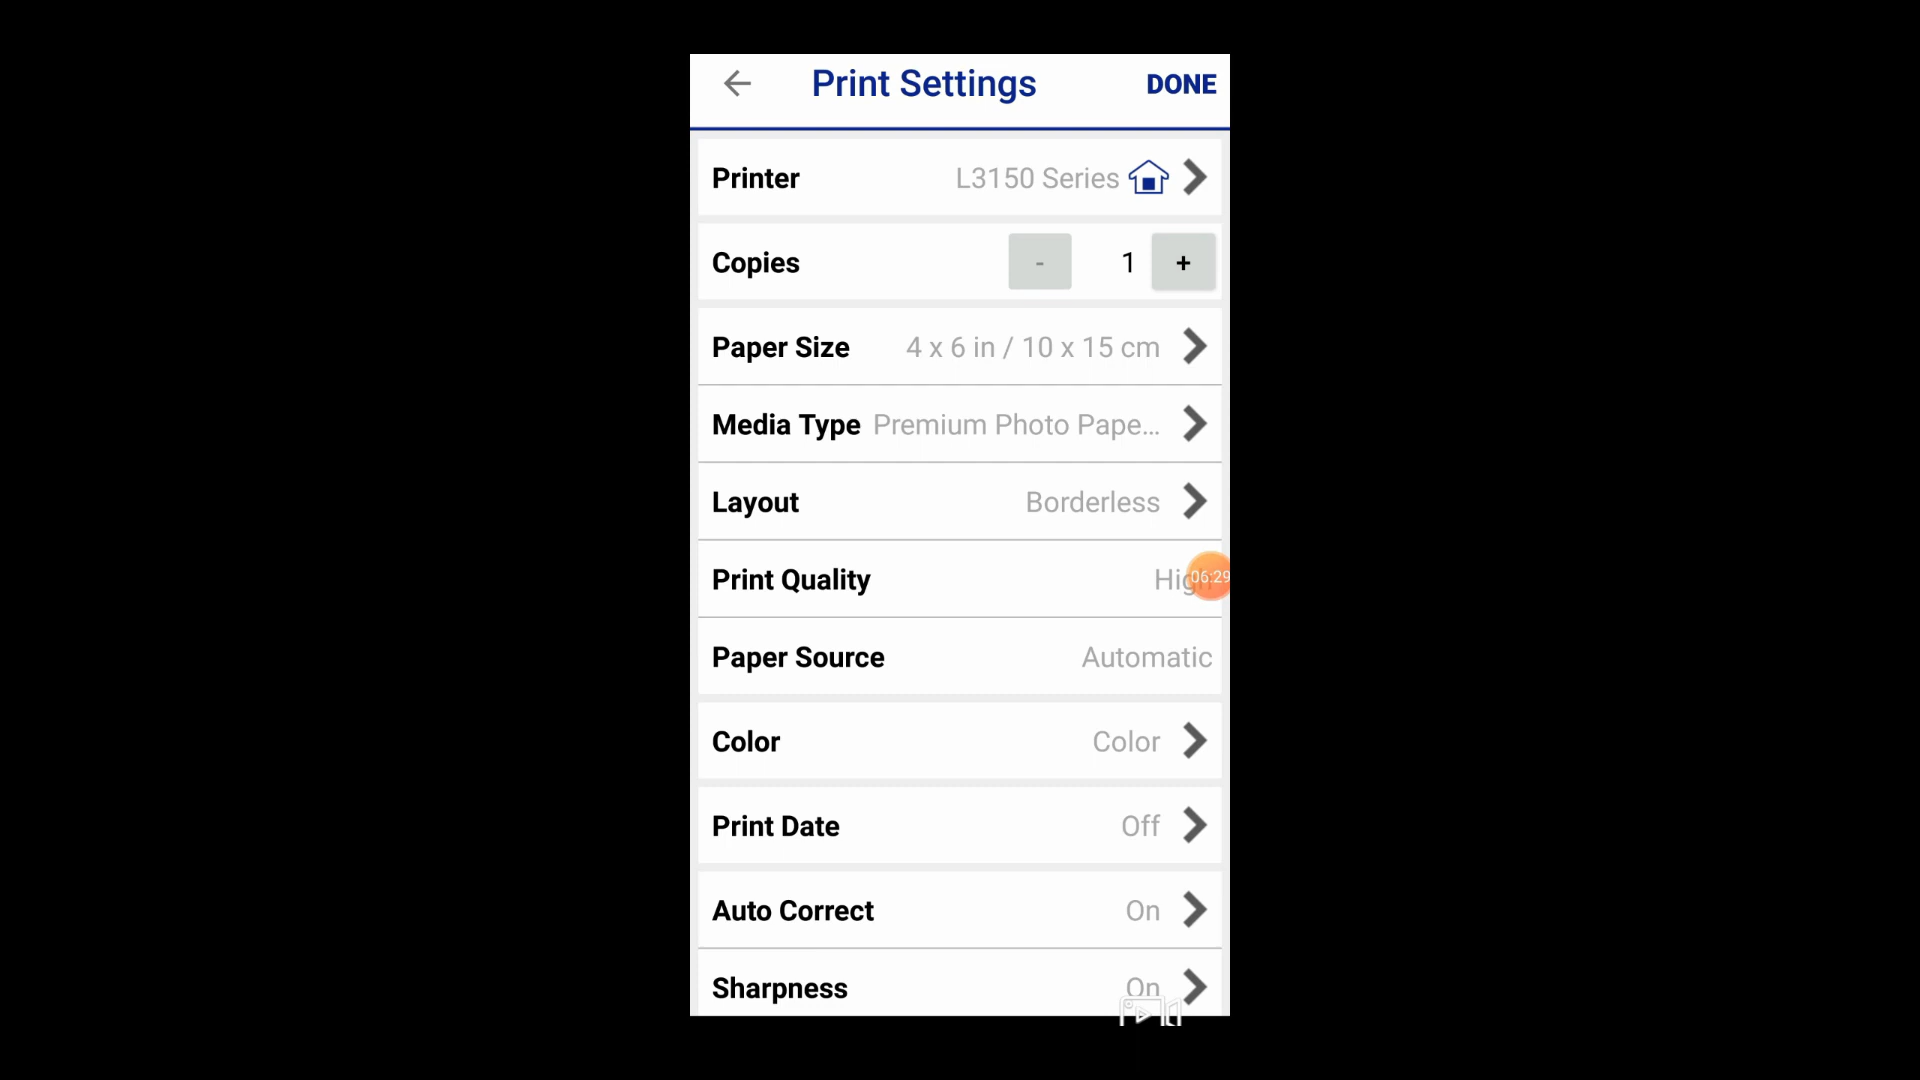 Print Settings DONE
Printer L3150 Series
Copies - 1 +
Paper Size 4 x 6 in / 10 x 15 cm
Media Type Premium Photo Pape...
Layout Borderless
Print Quality High
06:29
Paper Source Automatic
Color Color
Print Date Off
Auto Correct On
Sharpness On